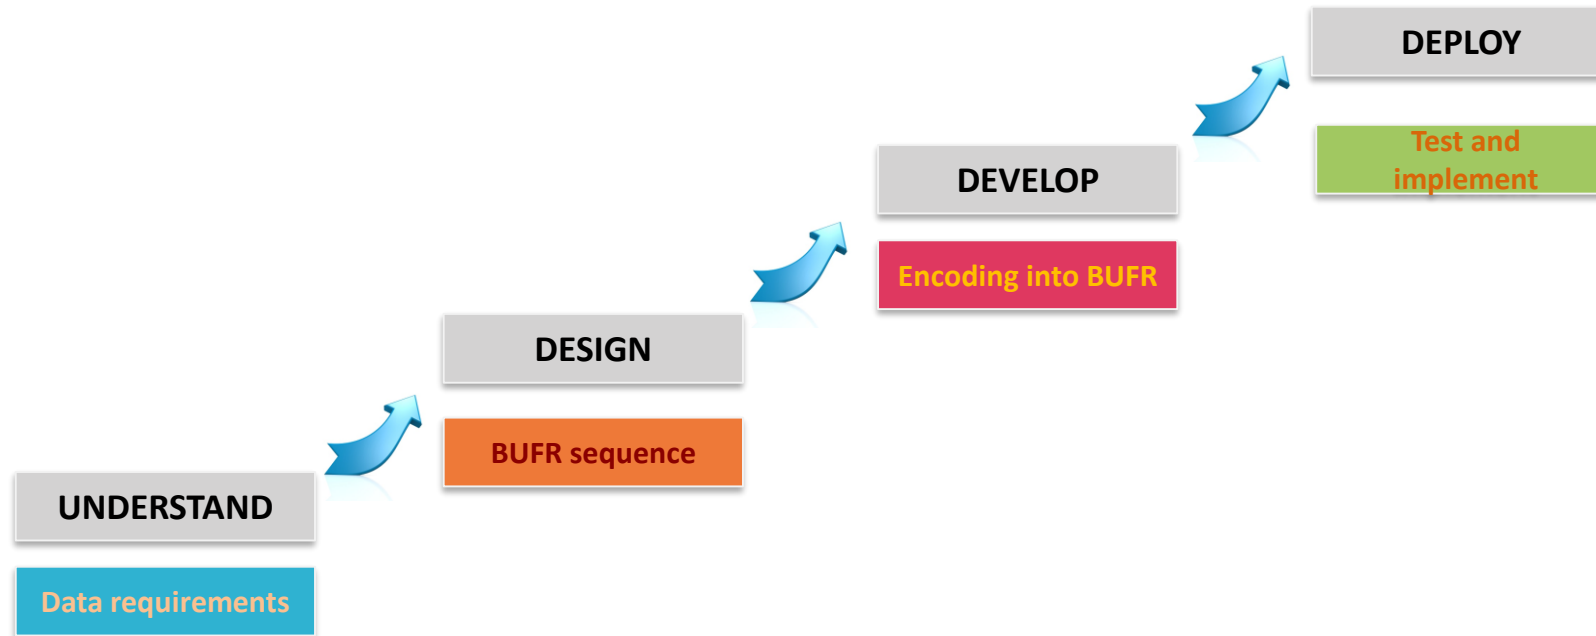 DEPLOY
Test and
implement
DEVELOP
Encoding into BUFR
DESIGN
BUFR sequence
UNDERSTAND
Data requirements